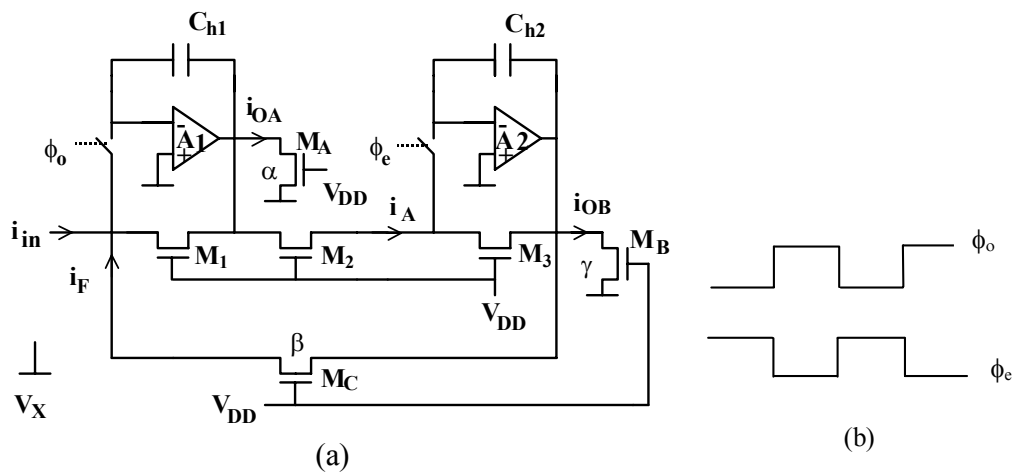 C_h1
C_h2
i_OA
A1
M_A
α
V_DD
ϕ_o
A2
ϕ_e
i_OB
i_A
i_in
M_1
M_2
M_3
M_B
γ
i_F
V_DD
β
M_C
V_DD
V_X
(a)
ϕ_o
ϕ_e
(b)